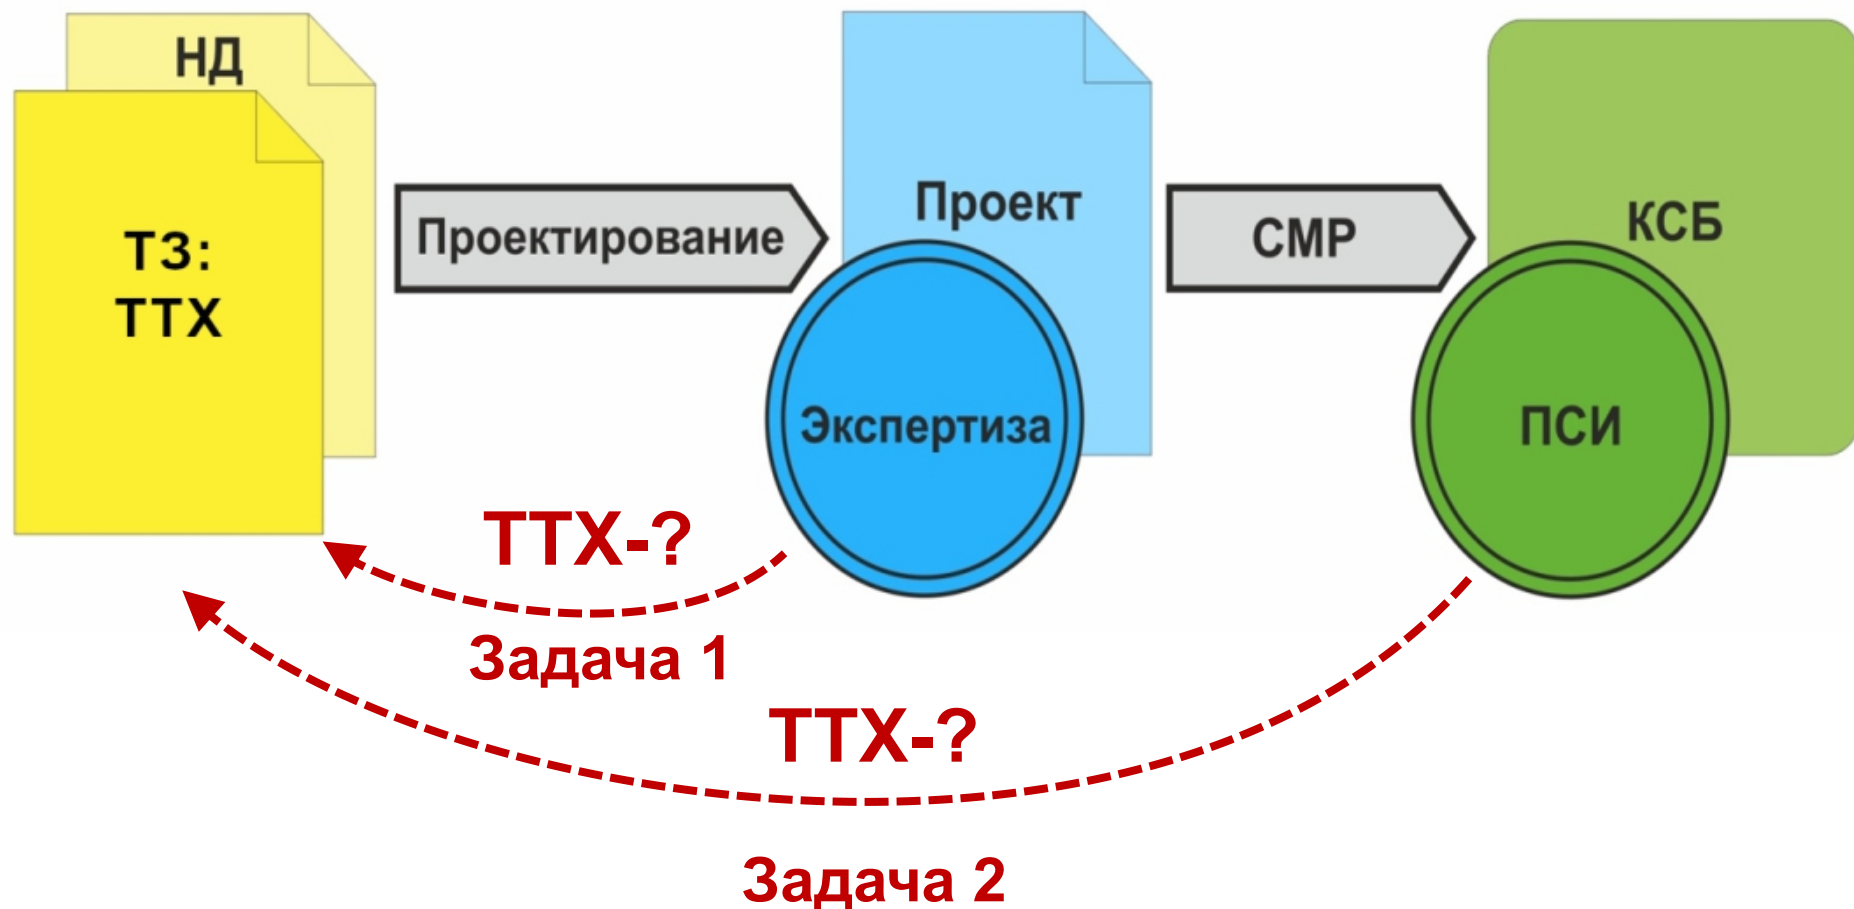 НД
ТЗ:
ТТХ
Проектирование
Проект
Экспертиза
СМР
КСБ
ПСИ
ТТХ-?
Задача 1
ТТХ-?
Задача 2